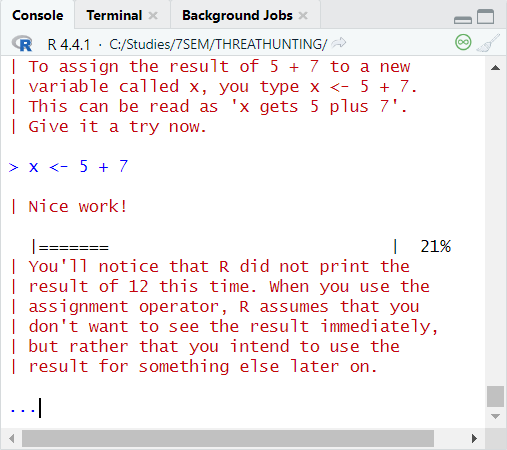 Console Terminal × Background Jobs ×
R R 4.4.1 · C:/Studies/7SEM/THREATHUNTING/
| To assign the result of 5 + 7 to a new
| variable called x, you type x <- 5 + 7.
| This can be read as 'x gets 5 plus 7'.
| Give it a try now.
> x <- 5 + 7
| Nice work!
|======= | 21%
| You'll notice that R did not print the
| result of 12 this time. When you use the
| assignment operator, R assumes that you
| don't want to see the result immediately,
| but rather that you intend to use the
| result for something else later on.
...